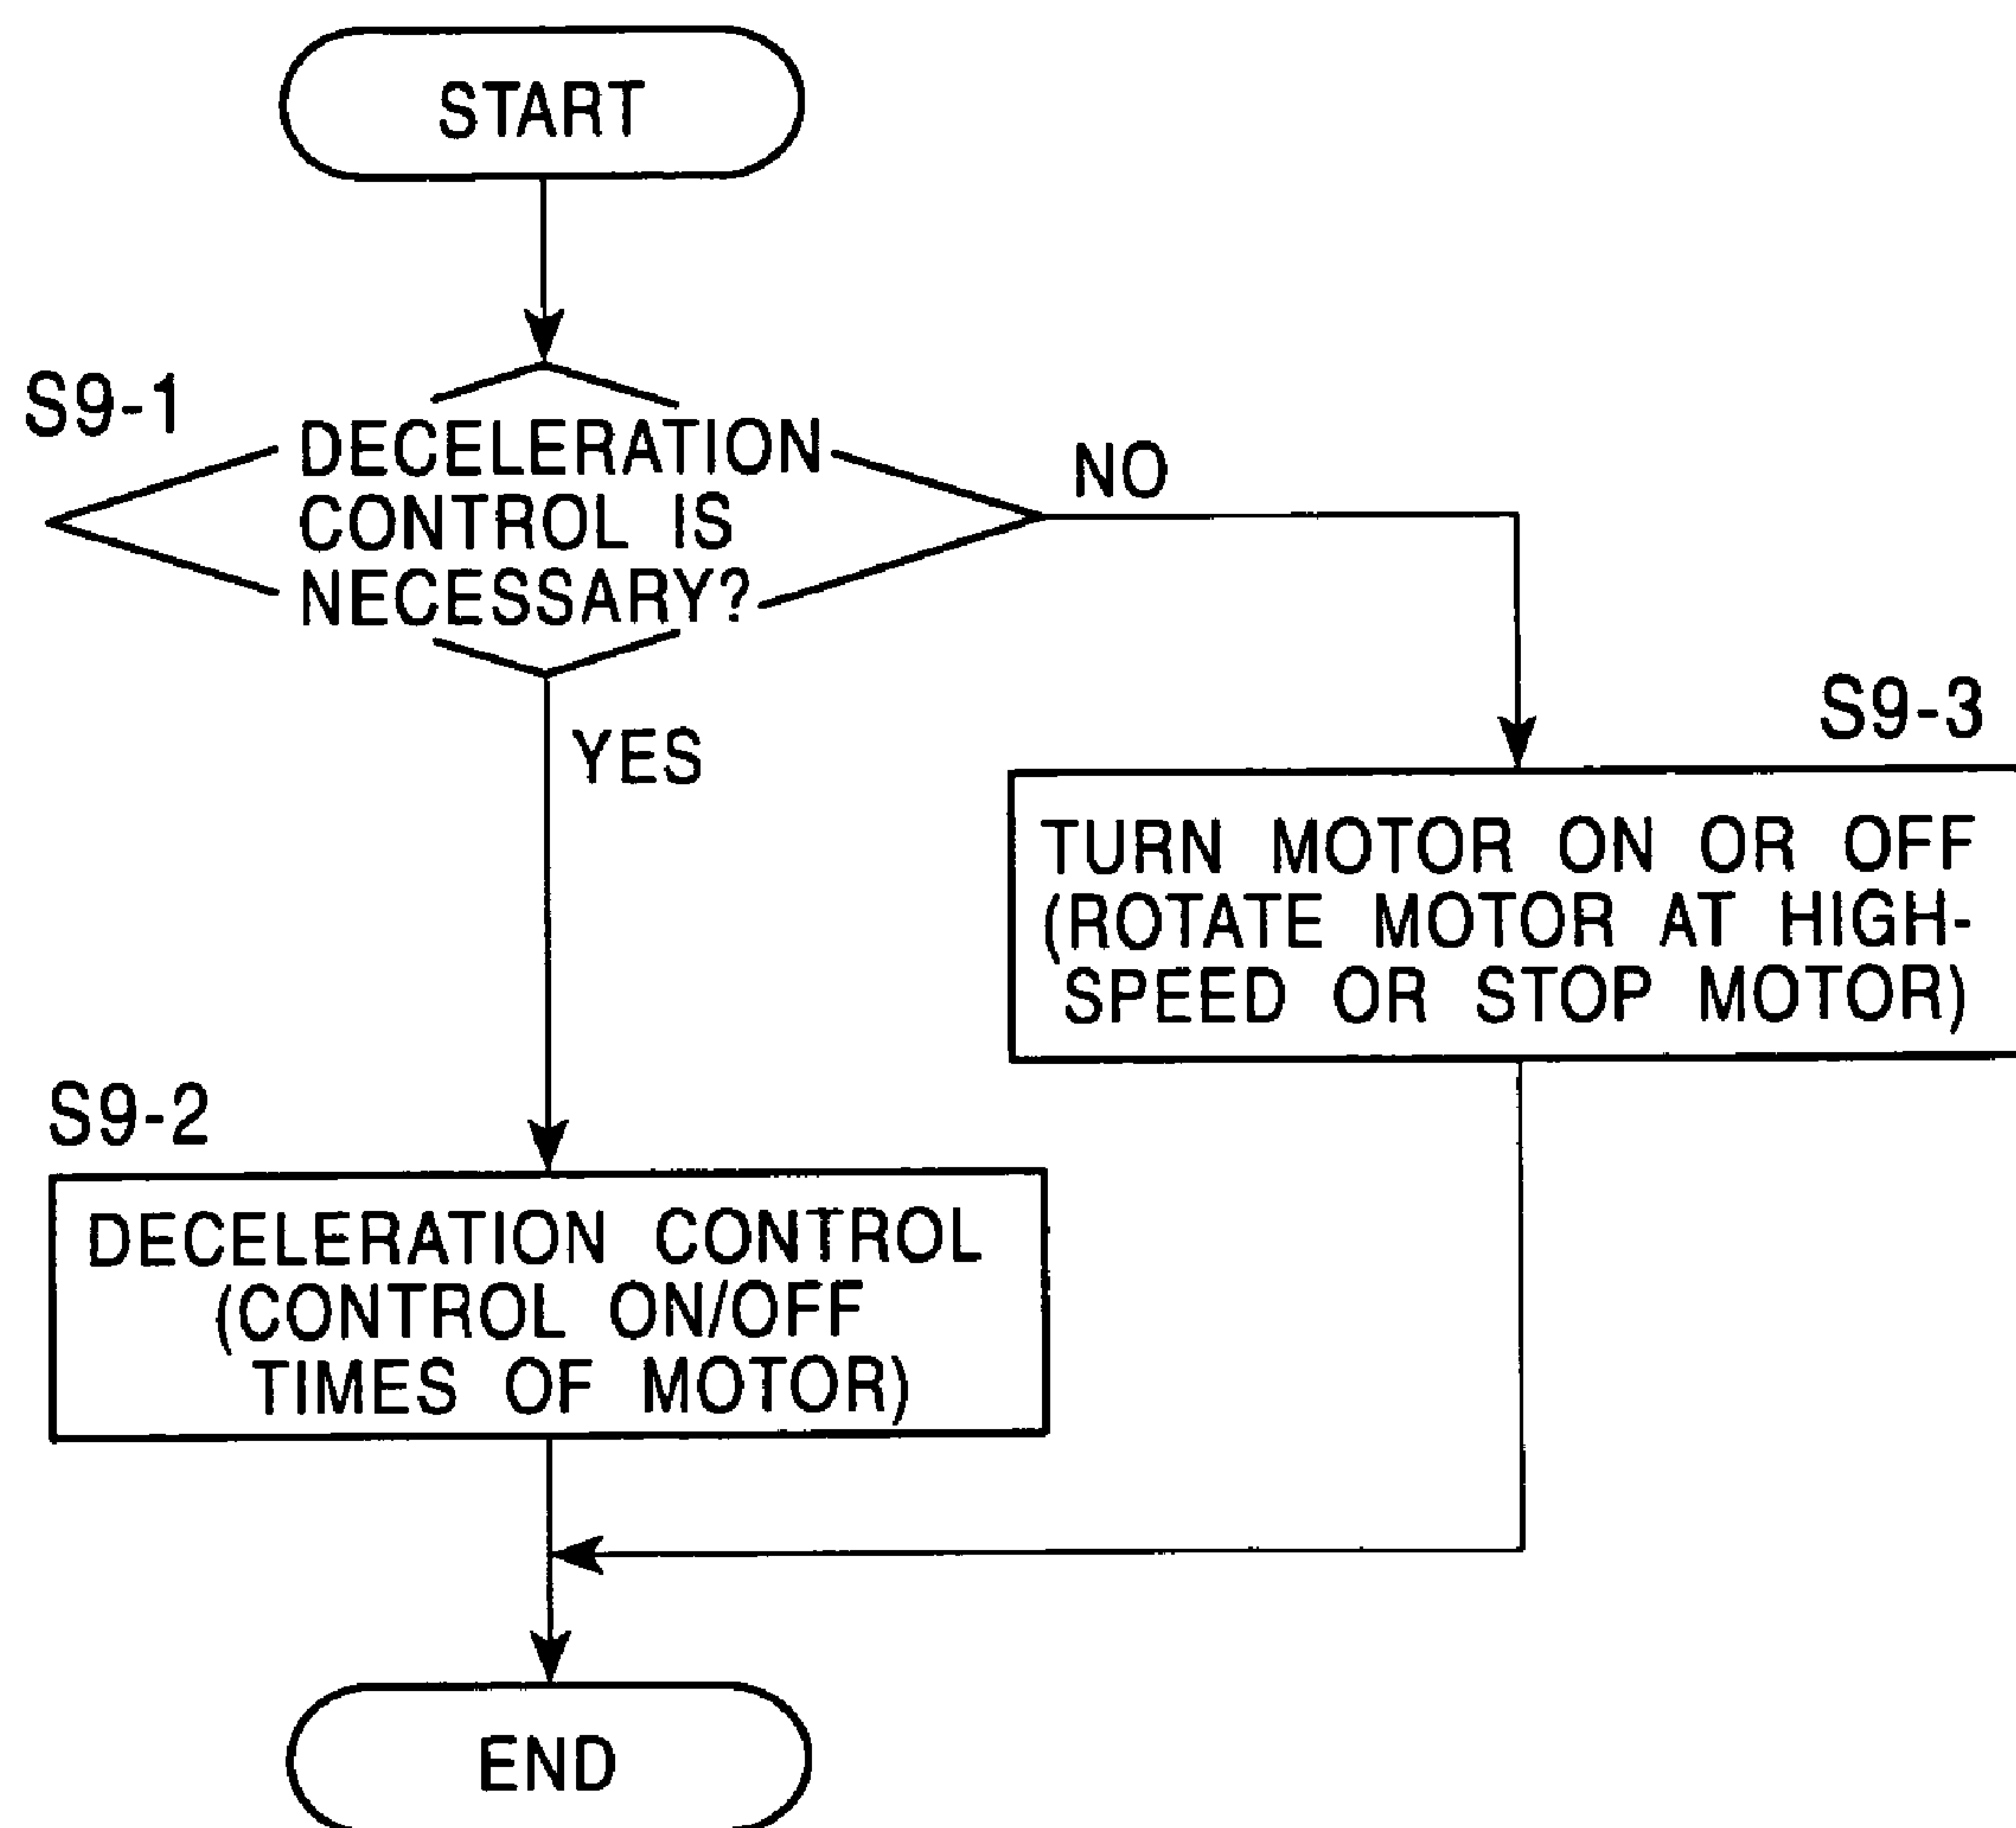 START
S9-1
DECELERATION
CONTROL IS
NECESSARY?
NO
YES
S9-3
TURN MOTOR ON OR OFF
(ROTATE MOTOR AT HIGH-
SPEED OR STOP MOTOR)
S9-2
DECELERATION CONTROL
(CONTROL ON/OFF
TIMES OF MOTOR)
END